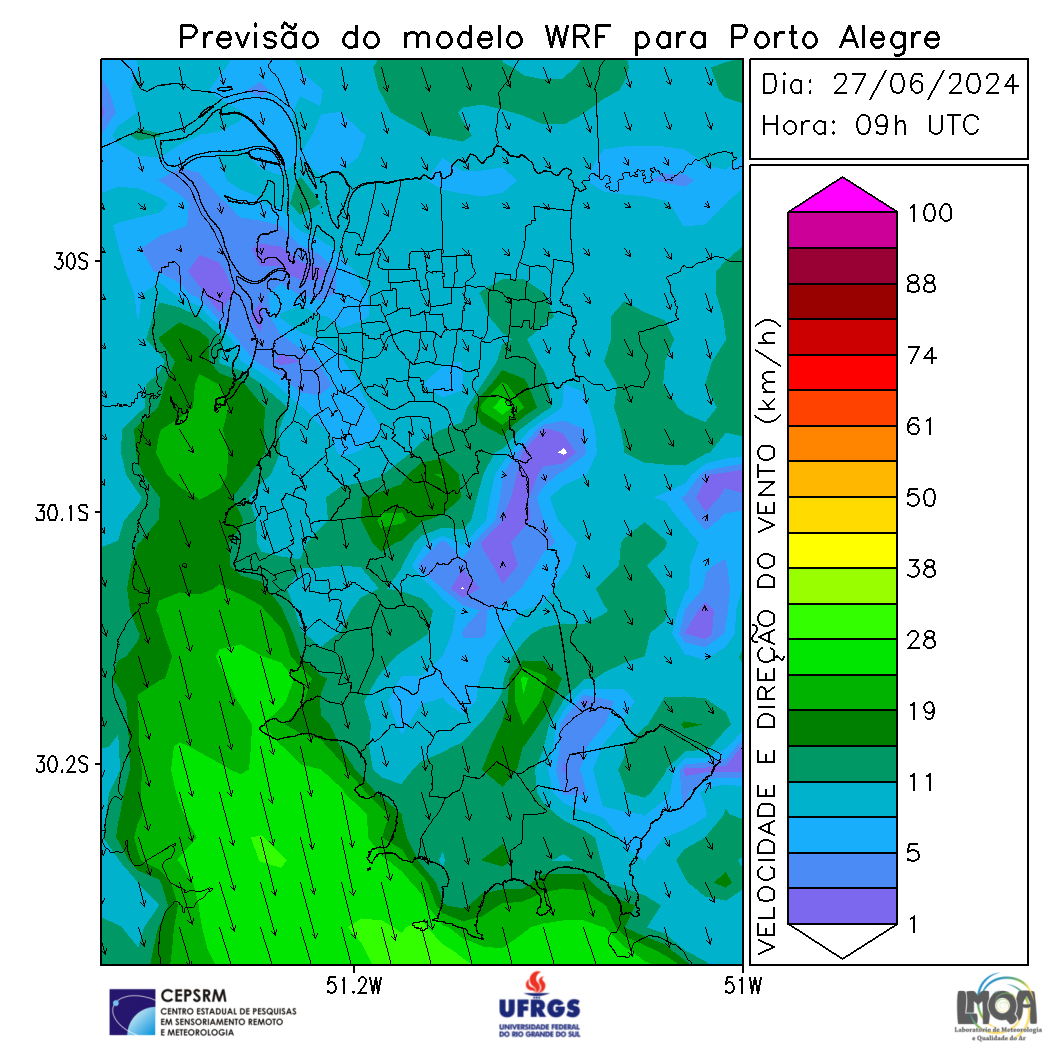 Previsão do modelo WRF para Porto Alegre
Dia: 27/06/2024
Hora: 09h UTC
100
88
74
61
50
38
28
19
11
5
1
VELOCIDADE E DIREÇÃO DO VENTO (km/h)
30S
30.1S
30.2S
51.2W
51W
CEPSRM
CENTRO ESTADUAL DE PESQUISAS
EM SENSORIAMENTO REMOTO
E METEOROLOGIA
UFRGS
UNIVERSIDADE FEDERAL
DO RIO GRANDE DO SUL
LMQA
Laboratório de Meteorologia
e Qualidade do Ar